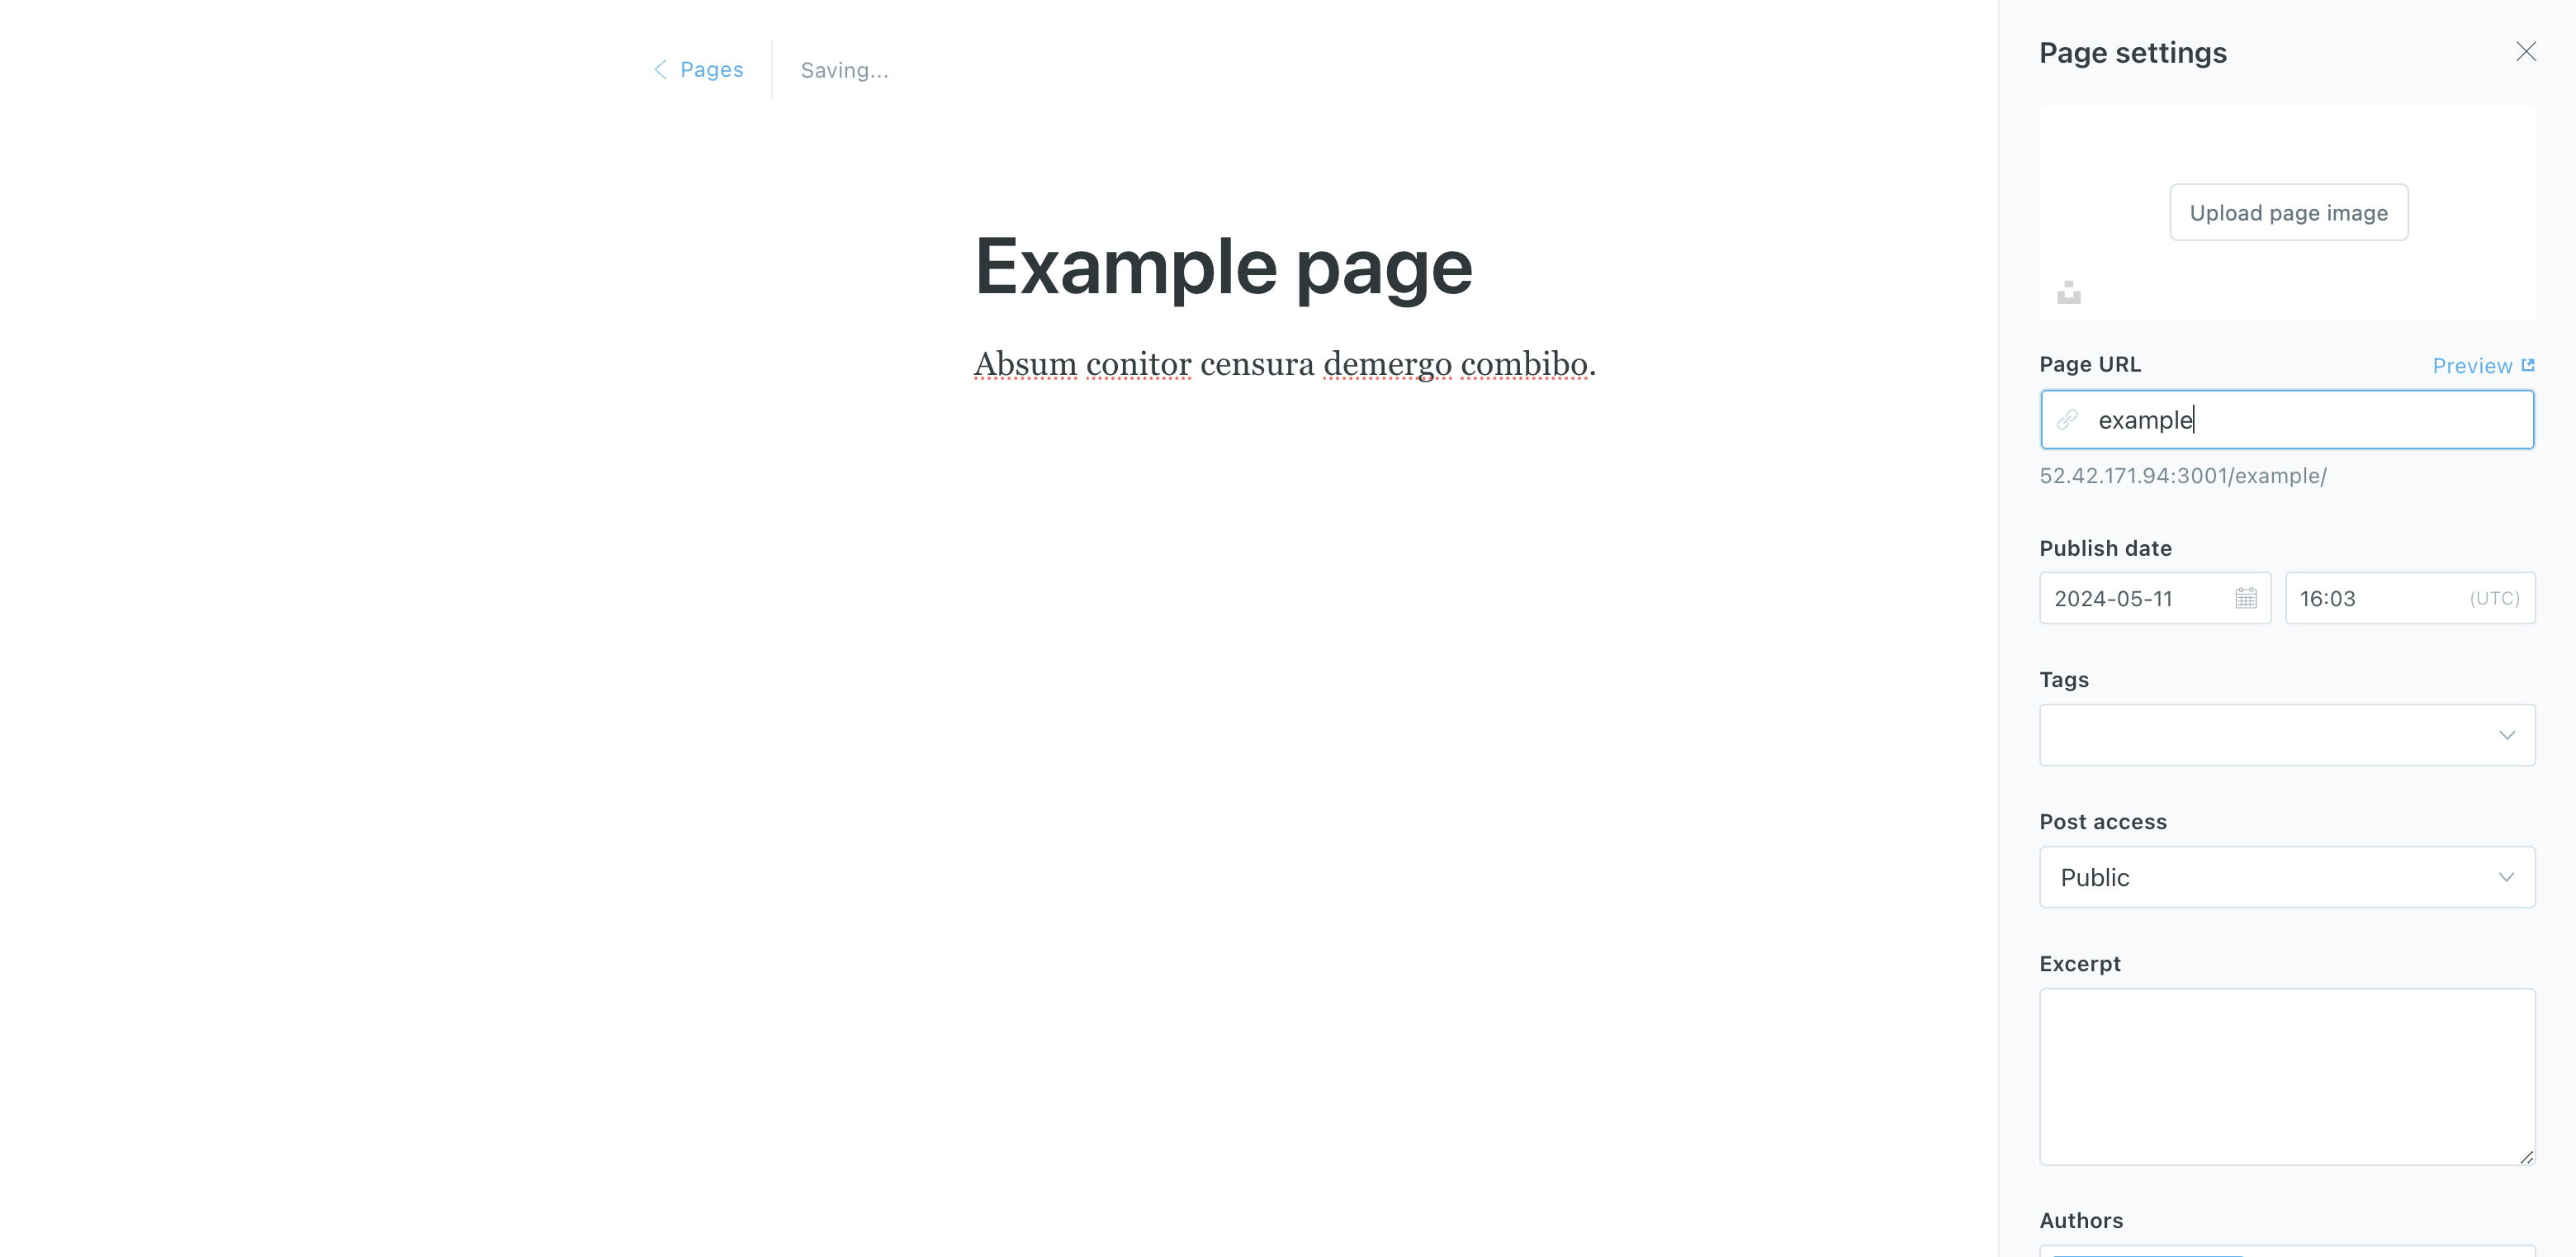 Pages
Saving...
Example page
Absum conitor censura demergo combibo.
Page settings
Upload page image
Page URL
Preview
example
52.42.171.94:3001/example/
Publish date
2024-05-11
16:03
(UTC)
Tags
Post access
Public
Excerpt
Authors